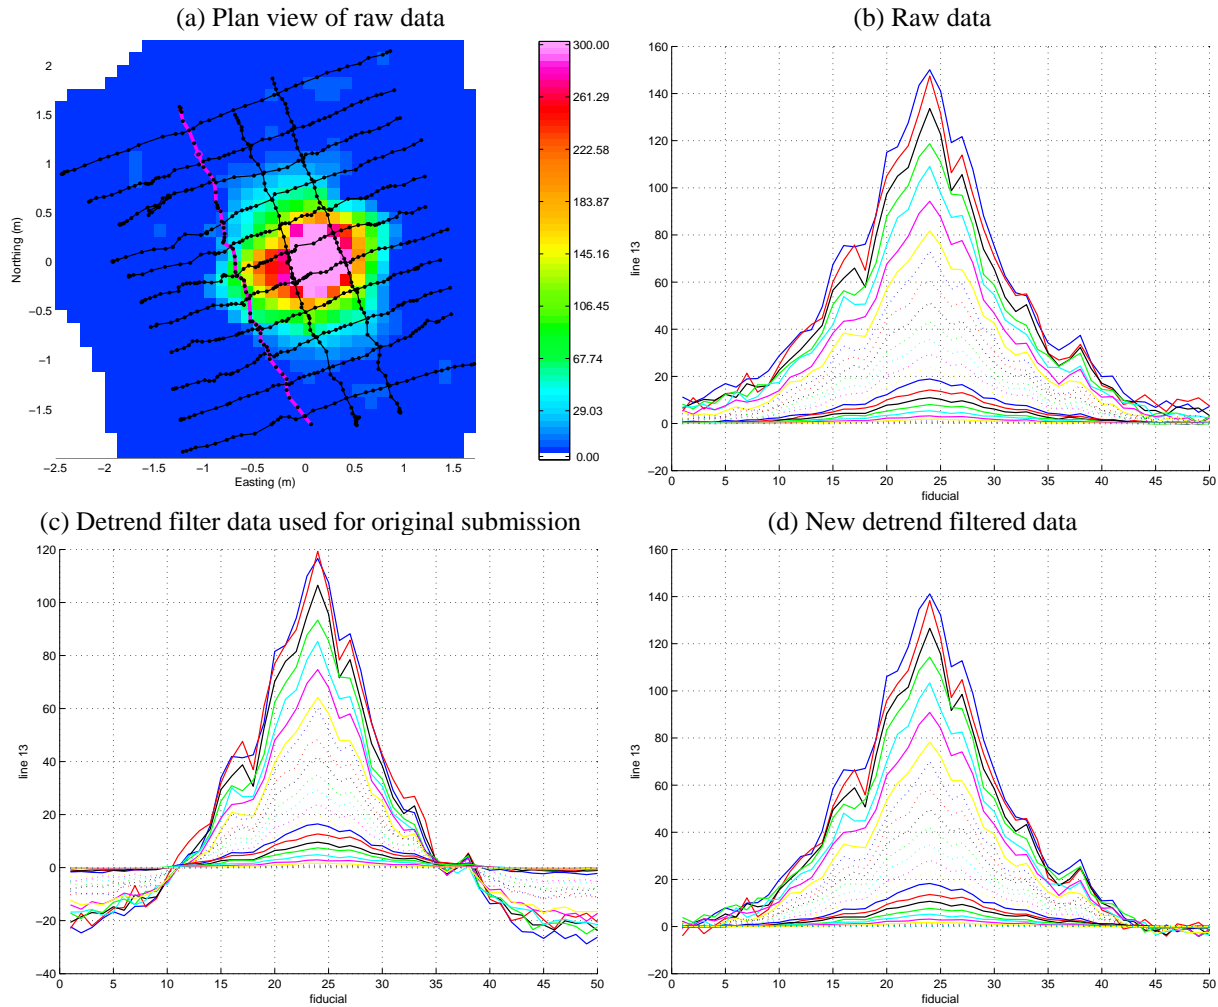 (a) Plan view of raw data
2
1.5
1
0.5
0
−0.5
−1
−1.5
Northing (m)
−2.5 −2 −1.5 −1 −0.5 0 0.5 1 1.5
Easting (m)
300.00
261.29
222.58
183.87
145.16
106.45
67.74
29.03
0.00
(b) Raw data
160
140
120
100
80
60
40
20
0
−20
line 13
0 5 10 15 20 25 30 35 40 45 50
fiducial
(c) Detrend filter data used for original submission
120
100
80
60
40
20
0
−20
−40
line 13
0 5 10 15 20 25 30 35 40 45 50
fiducial
(d) New detrend filtered data
160
140
120
100
80
60
40
20
0
−20
line 13
0 5 10 15 20 25 30 35 40 45 50
fiducial